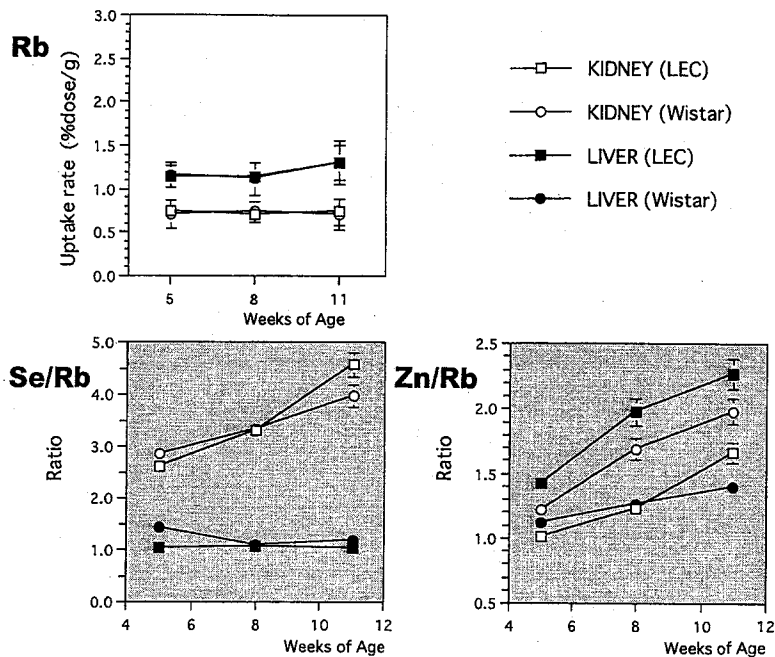 Rb
Uptake rate (%dose/g)
3.0
2.5
2.0
1.5
1.0
0.5
0.0
5 8 11
Weeks of Age
KIDNEY (LEC)
KIDNEY (Wistar)
LIVER (LEC)
LIVER (Wistar)
Se/Rb
Ratio
5.0
4.0
3.0
2.0
1.0
0.0
4 6 8 10 12
Weeks of Age
Zn/Rb
Ratio
2.5
2.0
1.5
1.0
0.5
4 6 8 10 12
Weeks of Age